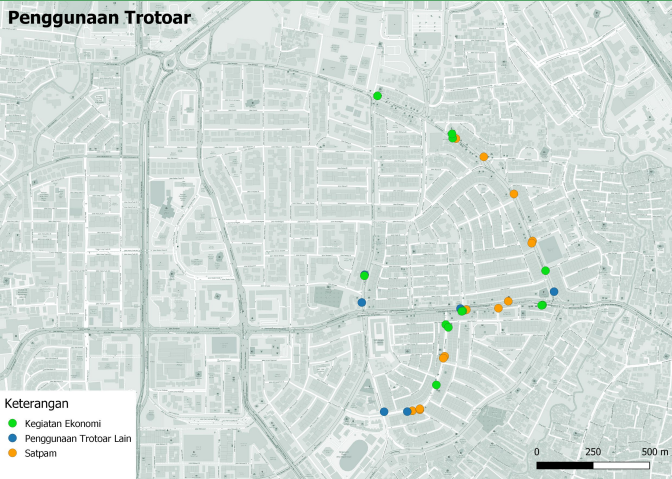 Penggunaan Trotoar
Keterangan
Kegiatan Ekonomi
Penggunaan Trotoar Lain
Satpam
0 250 500 m